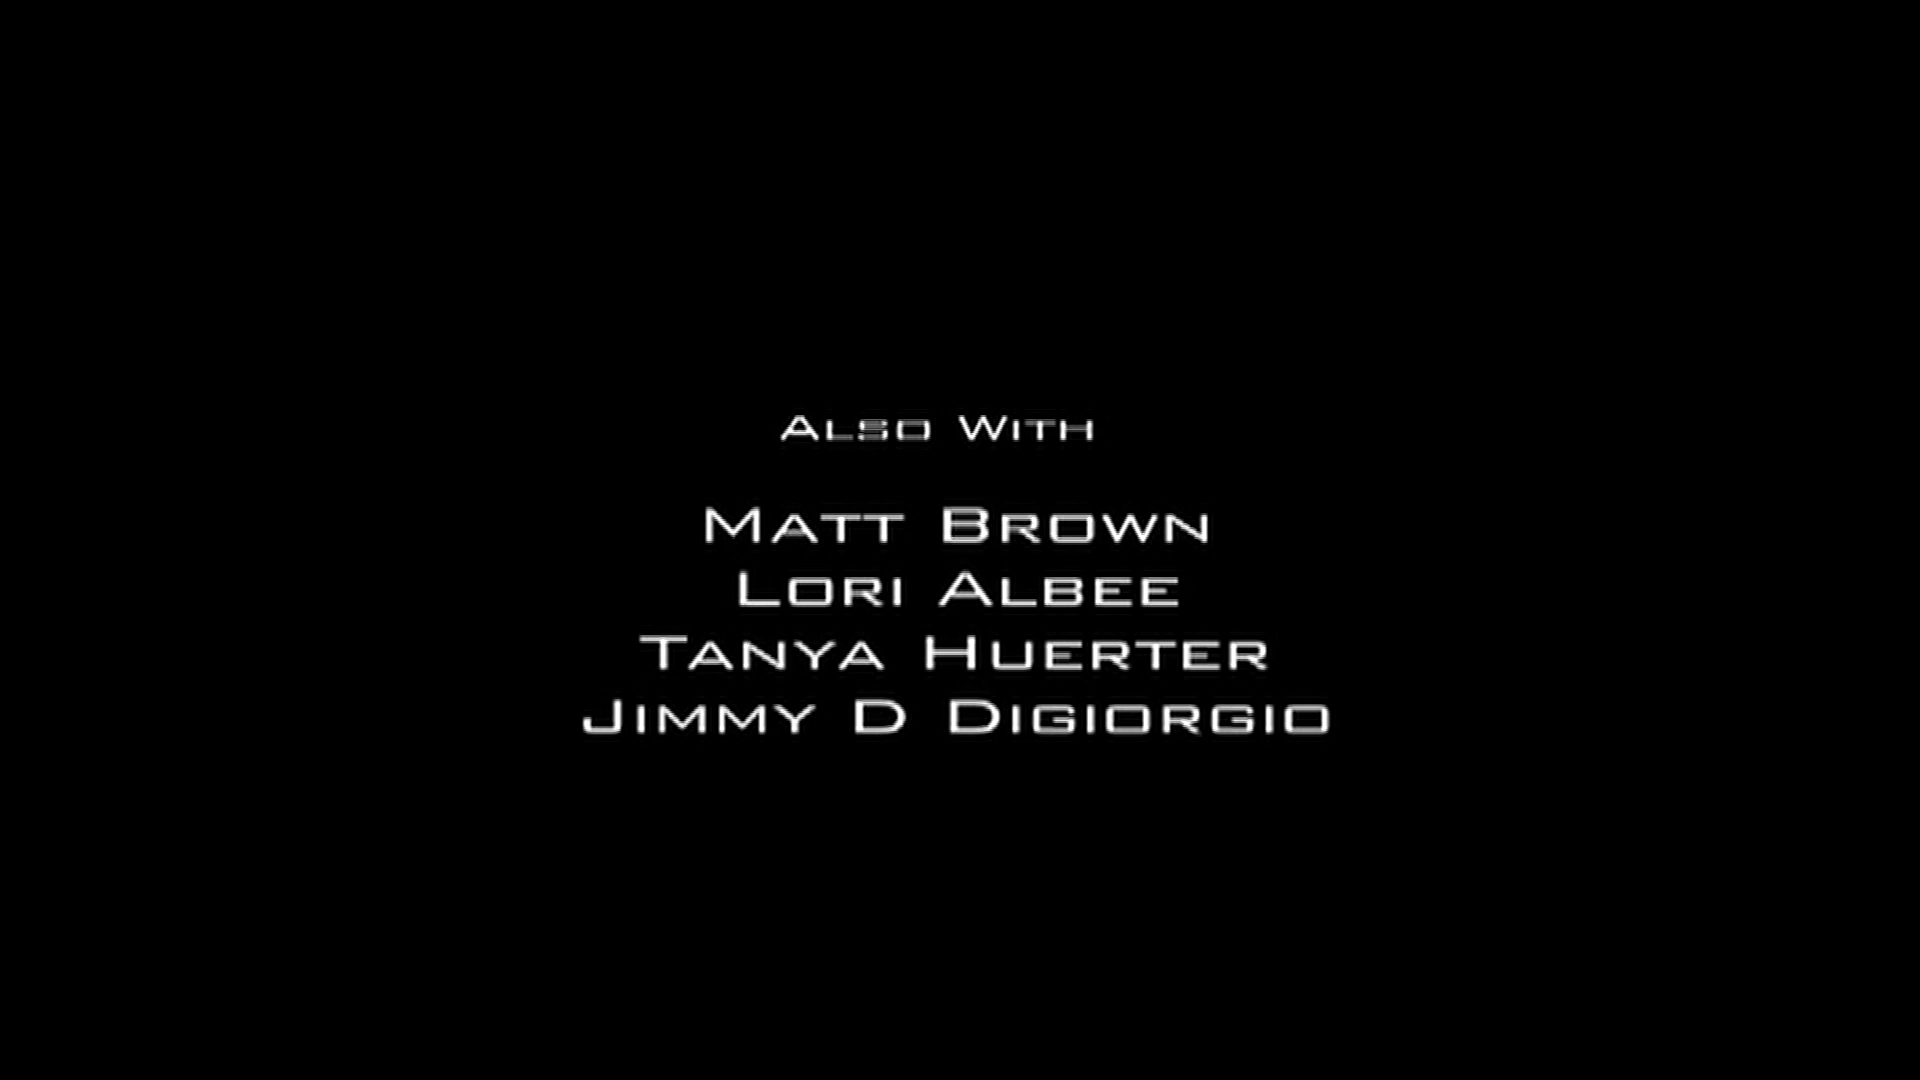 Also With
Matt Brown
Lori Albee
Tanya Huerter
Jimmy D Digiorgio